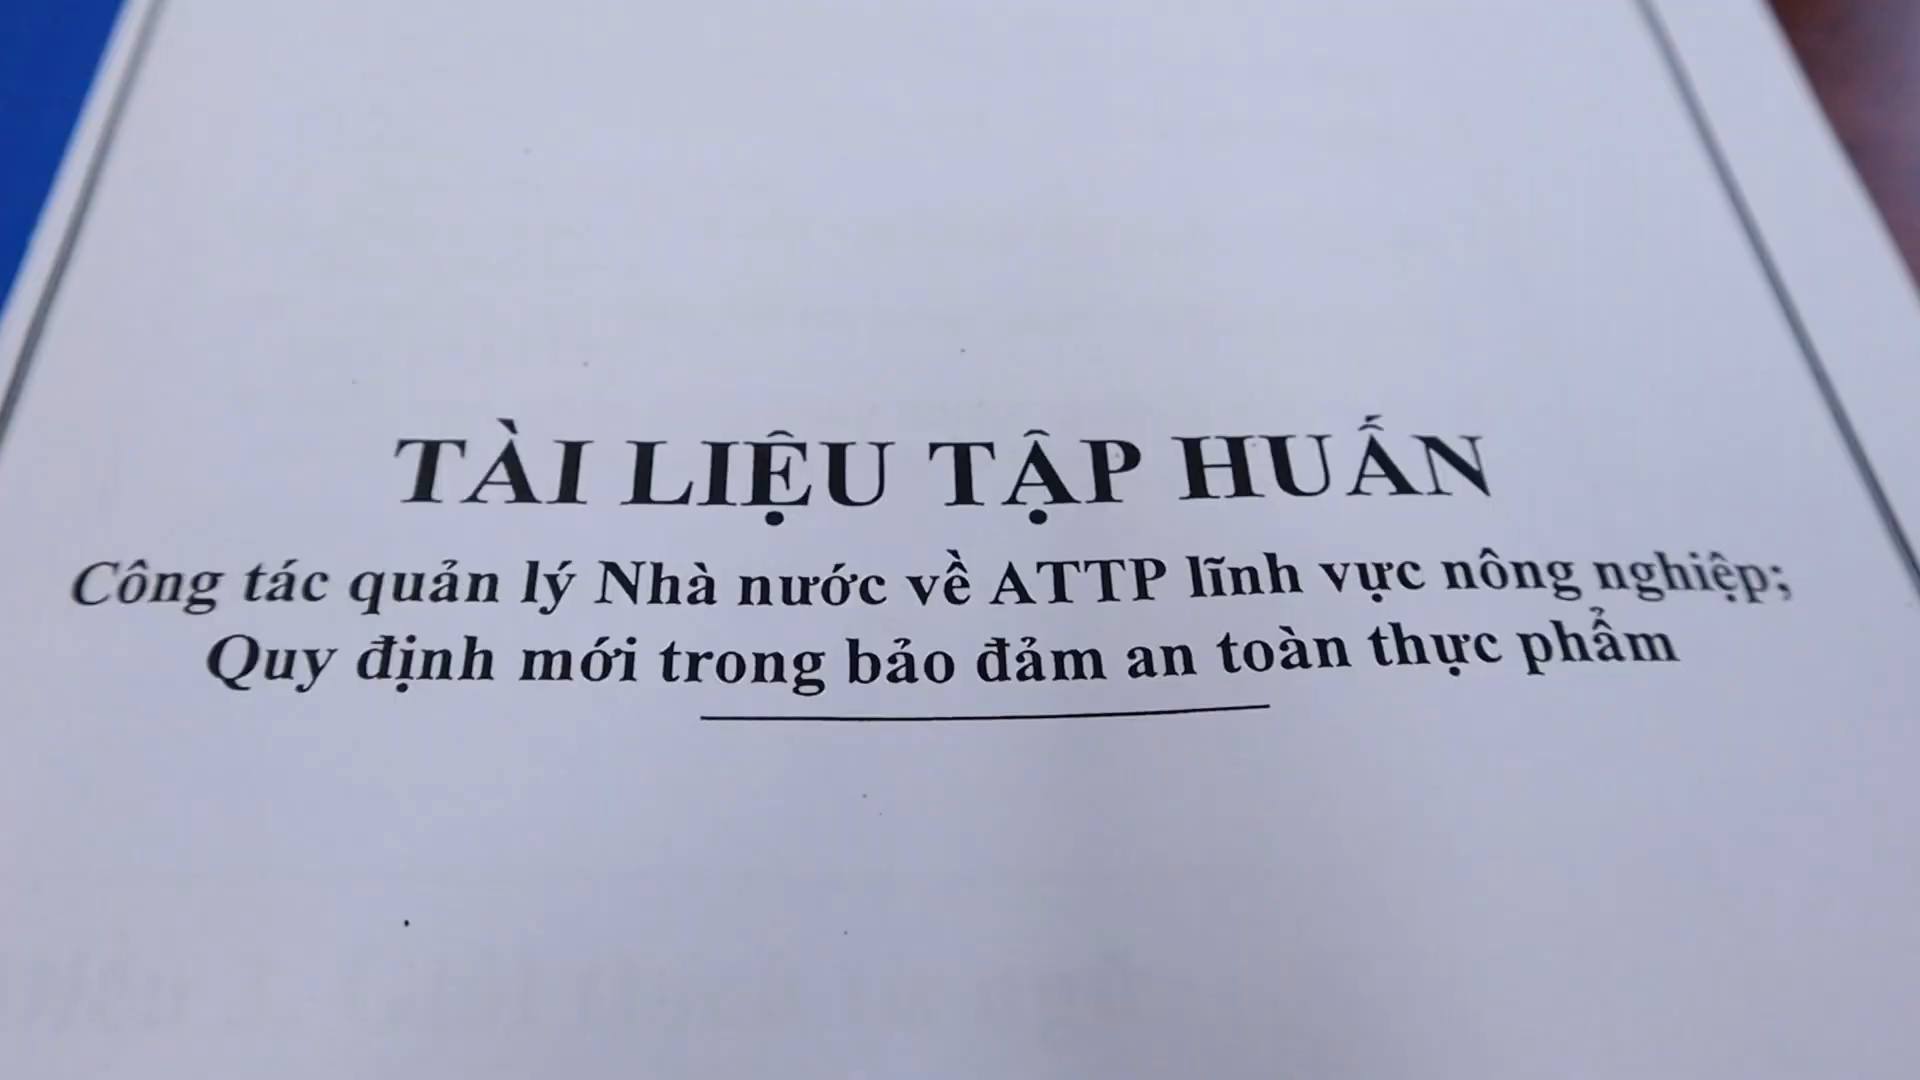 TÀI LIỆU TẬP HUẤN
Công tác quản lý Nhà nước về ATTP lĩnh vực nông nghiệp;
Quy định mới trong bảo đảm an toàn thực phẩm